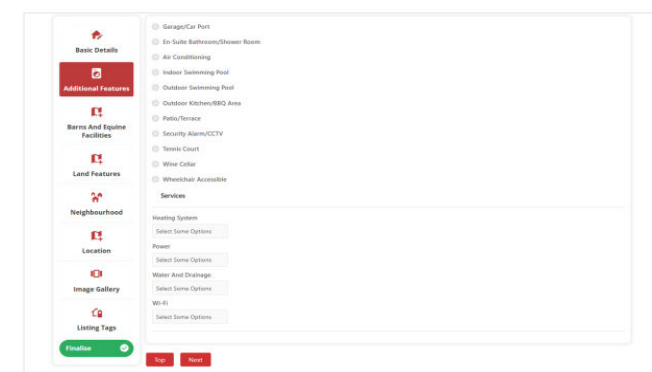 Basic Details
Additional Features
Barns And Equine
Facilities
Land Features
Neighbourhood
Location
Image Gallery
Listing Tags
Finalise
Garage/Car Port
En-Suite Bathroom/Shower Room
Air Conditioning
Indoor Swimming Pool
Outdoor Swimming Pool
Outdoor Kitchen/BBQ Area
Patio/Terrace
Security Alarm/CCTV
Tennis Court
Wine Cellar
Wheelchair Accessible
Services
Heating System
Select Some Options
Power
Select Some Options
Water And Drainage
Select Some Options
Wi-Fi
Select Some Options
Top
Next